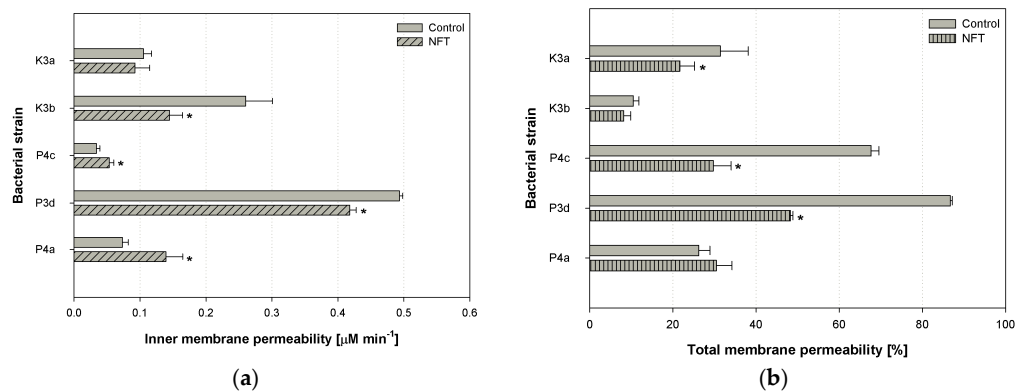 Control
NFT
K3a
K3b
*
P4c
*
P3d
*
P4a
*
Bacterial strain
0.0 0.1 0.2 0.3 0.4 0.5 0.6
Inner membrane permeability [μM min⁻¹]
(a)
Control
NFT
K3a
*
K3b
P4c
*
P3d
*
P4a
Bacterial strain
0 20 40 60 80 100
Total membrane permeability [%]
(b)